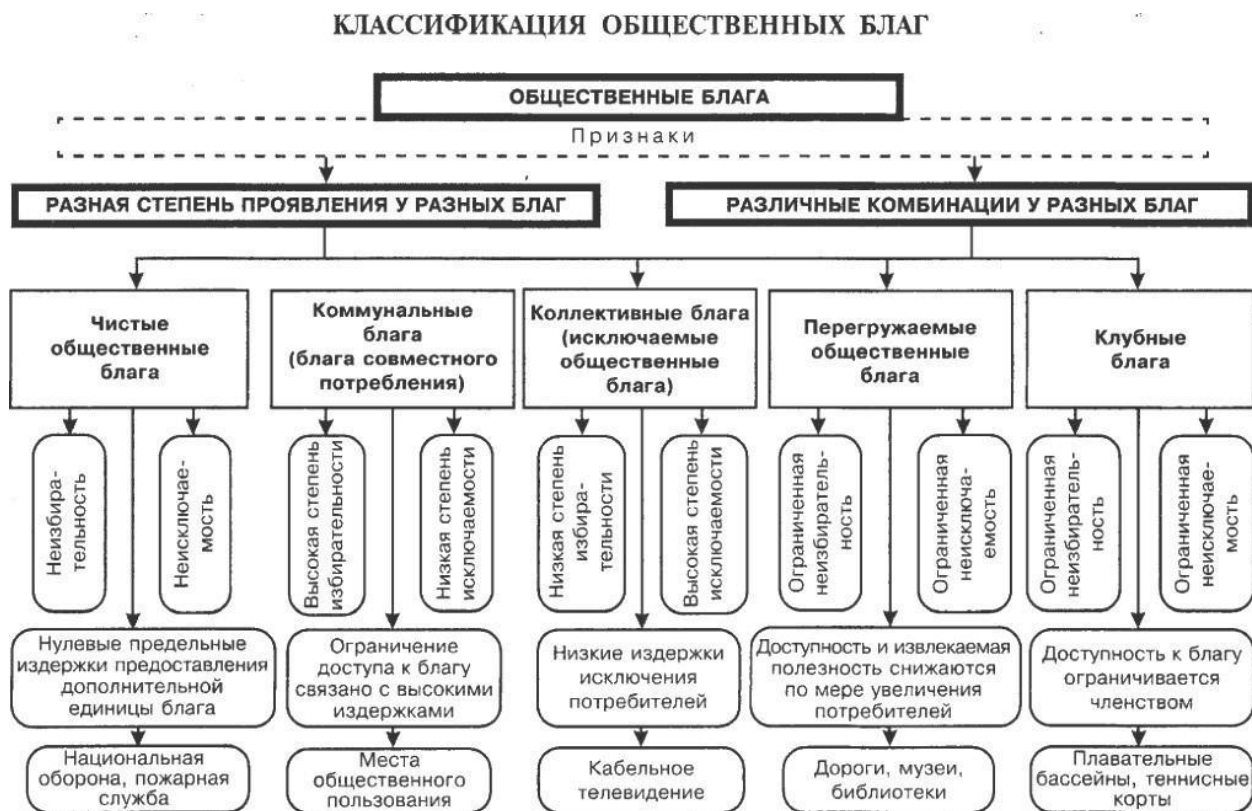 КЛАССИФИКАЦИЯ ОБЩЕСТВЕННЫХ БЛАГ
ОБЩЕСТВЕННЫЕ БЛАГА
Признаки
РАЗНАЯ СТЕПЕНЬ ПРОЯВЛЕНИЯ У РАЗНЫХ БЛАГ
РАЗЛИЧНЫЕ КОМБИНАЦИИ У РАЗНЫХ БЛАГ
Чистые
общественные
блага
Коммунальные
блага
(блага совместного
потребления)
Коллективные блага
(исключаемые
общественные
блага)
Перегружаемые
общественные
блага
Клубные
блага
Неизбира-
тельность
Неисключае-
мость
Высокая степень
избирательности
Низкая степень
исключаемости
Низкая степень
избира-
тельности
Высокая степень
исключаемости
Ограниченная
неизбиратель-
ность
Ограниченная
неисключа-
емость
Ограниченная
неизбиратель-
ность
Ограниченная
неисключае-
мость
Нулевые предельные
издержки предоставления
дополнительной
единицы блага
Ограничение
доступа к благу
связано с высокими
издержками
Низкие издержки
исключения
потребителей
Доступность и извлекаемая
полезность снижаются
по мере увеличения
потребителей
Доступность к благу
ограничивается
членством
Национальная
оборона, пожарная
служба
Места
общественного
пользования
Кабельное
телевидение
Дороги, музеи,
библиотеки
Плавательные
бассейны, теннисные
корты